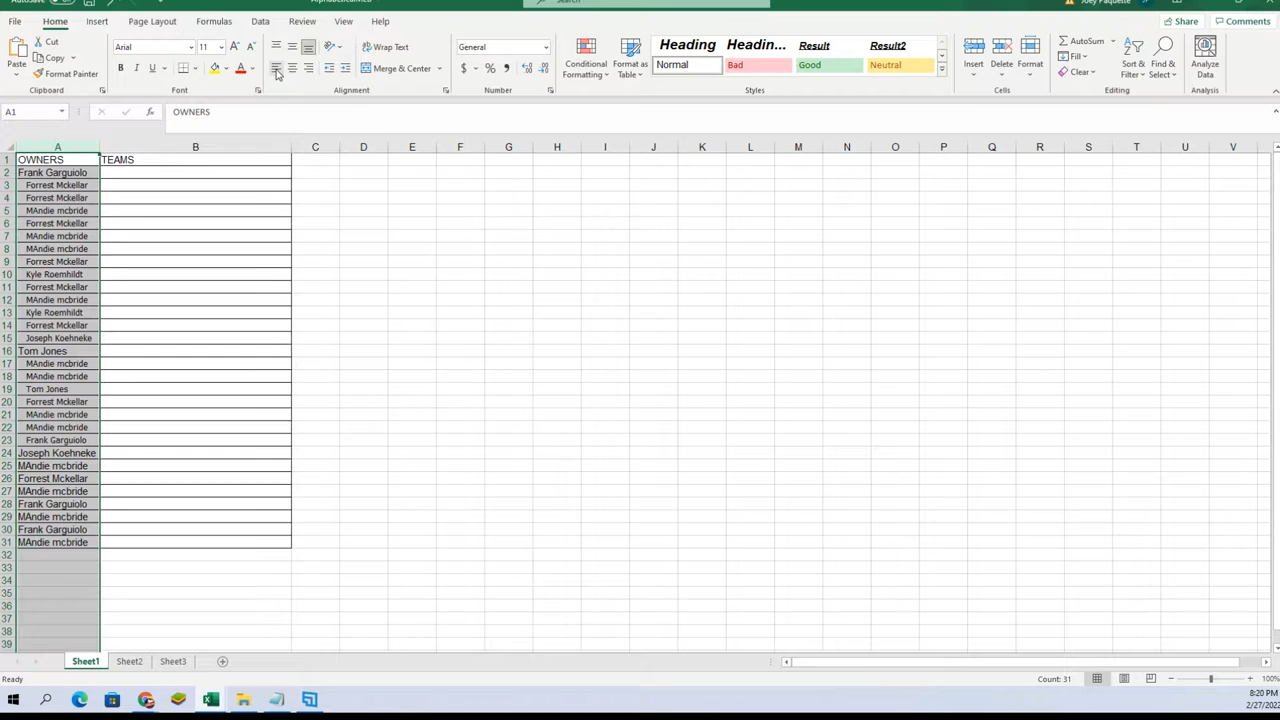 Search
Joey Paquette
File Home Insert Page Layout Formulas Data Review View Help Share Comments
Paste Cut Copy Format Painter Clipboard
Arial 11 A A B I U A Font
Wrap Text Merge & Center Alignment
General $ % Number
Conditional Formatting Format as Table
Heading Headin... Result Result2
Normal Bad Good Neutral
Styles
Insert Delete Format Cells
AutoSum Fill Clear Sort & Filter Find & Select Editing
Analyze Data Analysis
A1 fx OWNERS
A B C D E F G H I J K L M N O P Q R S T U V
1 OWNERS TEAMS
2 Frank Garguiolo
3 Forrest Mckellar
4 Forrest Mckellar
5 MAndie mcbride
6 Forrest Mckellar
7 MAndie mcbride
8 MAndie mcbride
9 Forrest Mckellar
10 Kyle Roemhildt
11 Forrest Mckellar
12 MAndie mcbride
13 Kyle Roemhildt
14 Forrest Mckellar
15 Joseph Koehneke
16 Tom Jones
17 MAndie mcbride
18 MAndie mcbride
19 Tom Jones
20 Forrest Mckellar
21 MAndie mcbride
22 MAndie mcbride
23 Frank Garguiolo
24 Joseph Koehneke
25 MAndie mcbride
26 Forrest Mckellar
27 MAndie mcbride
28 Frank Garguiolo
29 MAndie mcbride
30 Frank Garguiolo
31 MAndie mcbride
32
33
34
35
36
37
38
39
Sheet1 Sheet2 Sheet3
Ready Count: 31 100%
8:20 PM
2/27/202